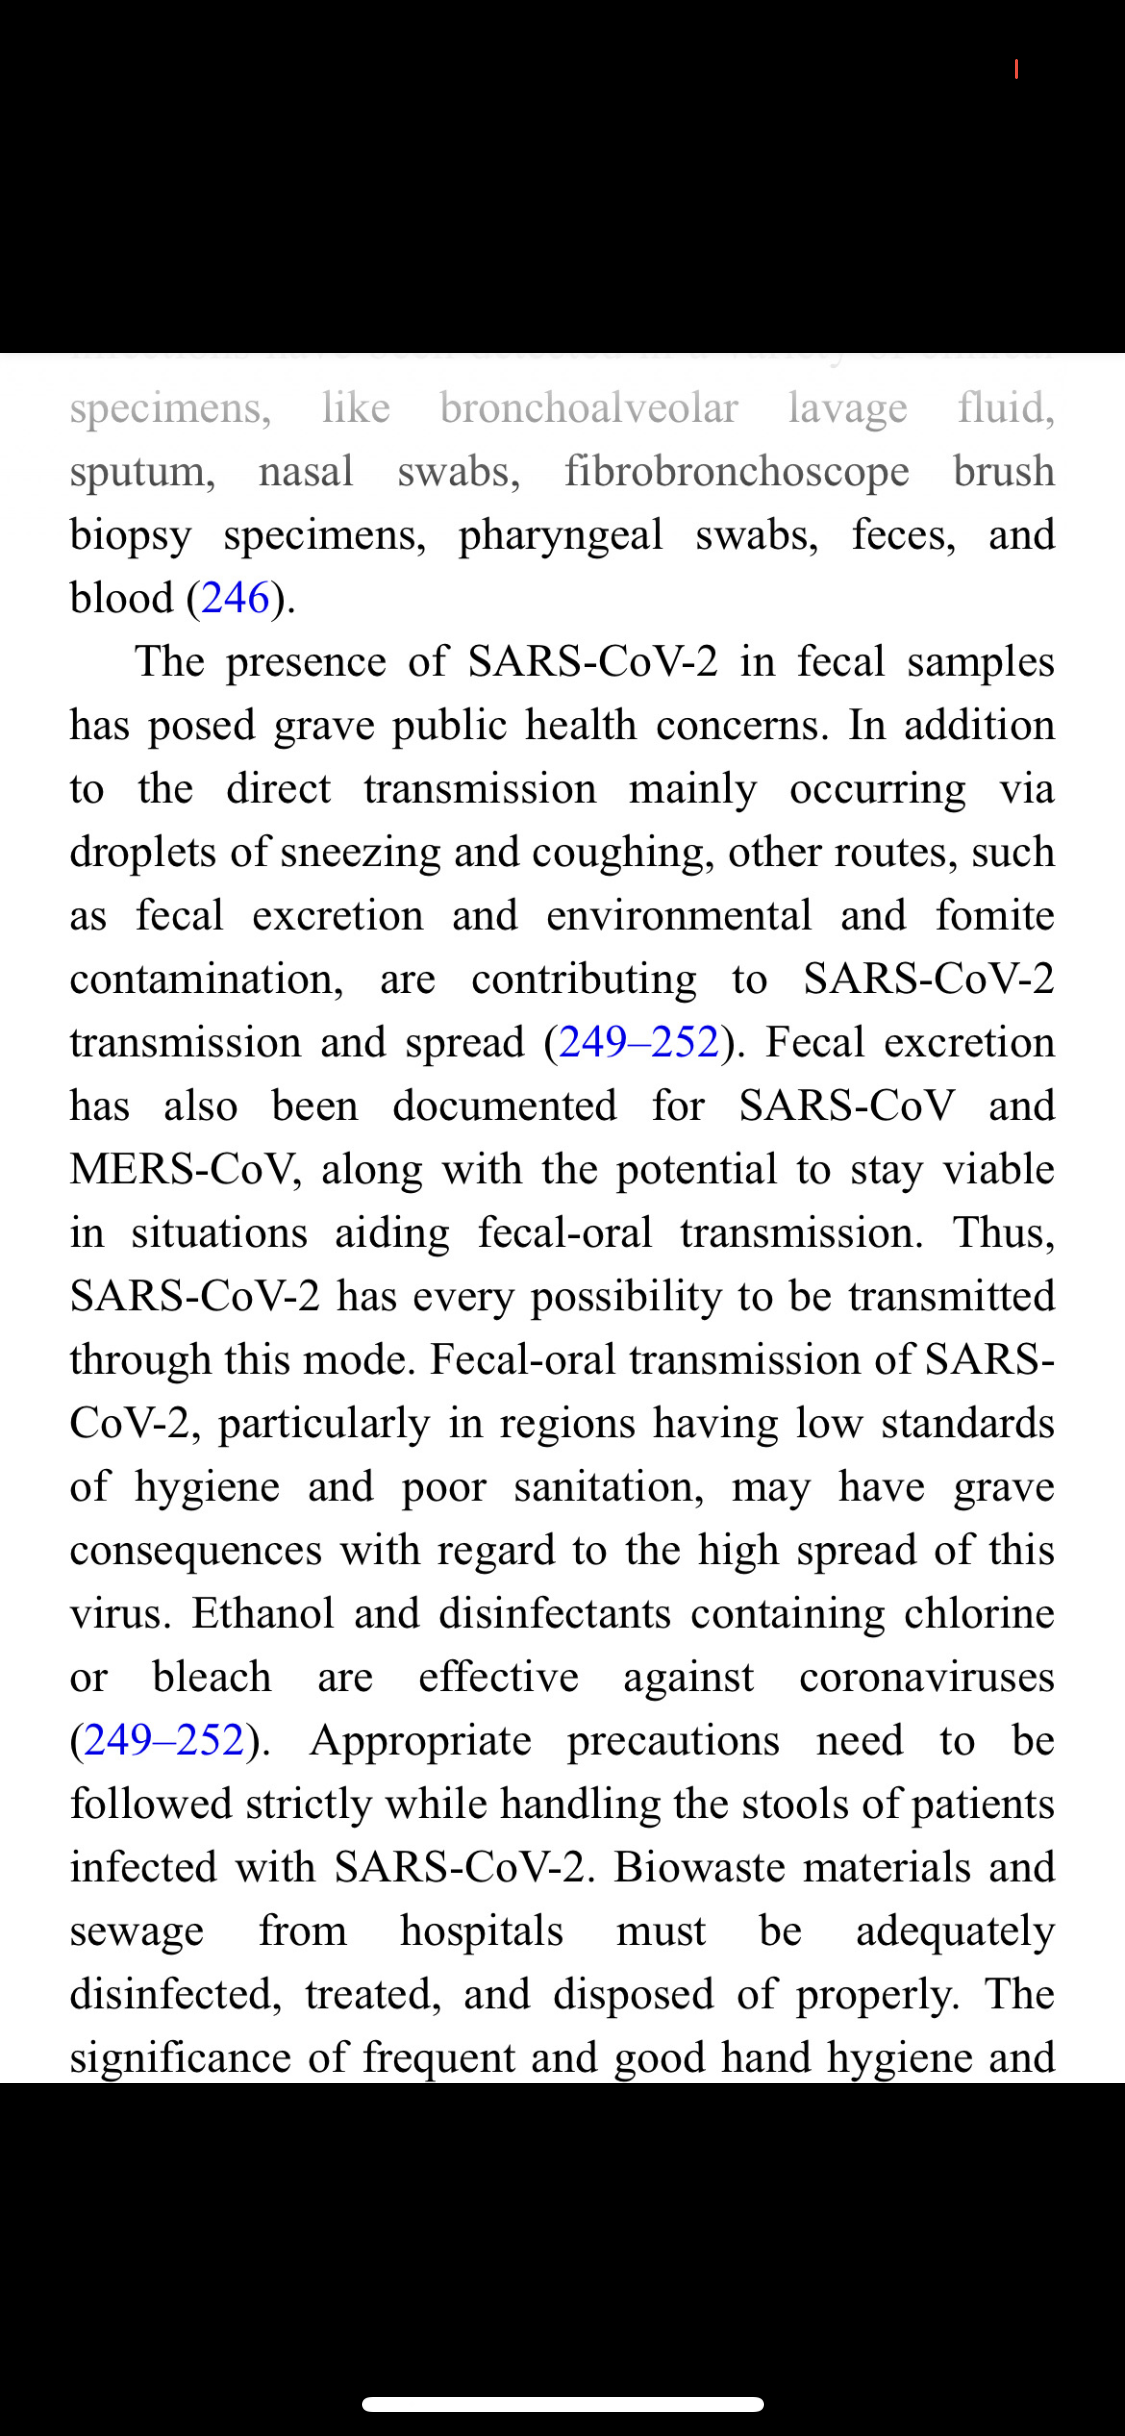 specimens, like bronchoalveolar lavage fluid,
sputum, nasal swabs, fibrobronchoscope brush
biopsy specimens, pharyngeal swabs, feces, and
blood (246).
The presence of SARS-CoV-2 in fecal samples
has posed grave public health concerns. In addition
to the direct transmission mainly occurring via
droplets of sneezing and coughing, other routes, such
as fecal excretion and environmental and fomite
contamination, are contributing to SARS-CoV-2
transmission and spread (249–252). Fecal excretion
has also been documented for SARS-CoV and
MERS-CoV, along with the potential to stay viable
in situations aiding fecal-oral transmission. Thus,
SARS-CoV-2 has every possibility to be transmitted
through this mode. Fecal-oral transmission of SARS-
CoV-2, particularly in regions having low standards
of hygiene and poor sanitation, may have grave
consequences with regard to the high spread of this
virus. Ethanol and disinfectants containing chlorine
or bleach are effective against coronaviruses
(249–252). Appropriate precautions need to be
followed strictly while handling the stools of patients
infected with SARS-CoV-2. Biowaste materials and
sewage from hospitals must be adequately
disinfected, treated, and disposed of properly. The
significance of frequent and good hand hygiene and